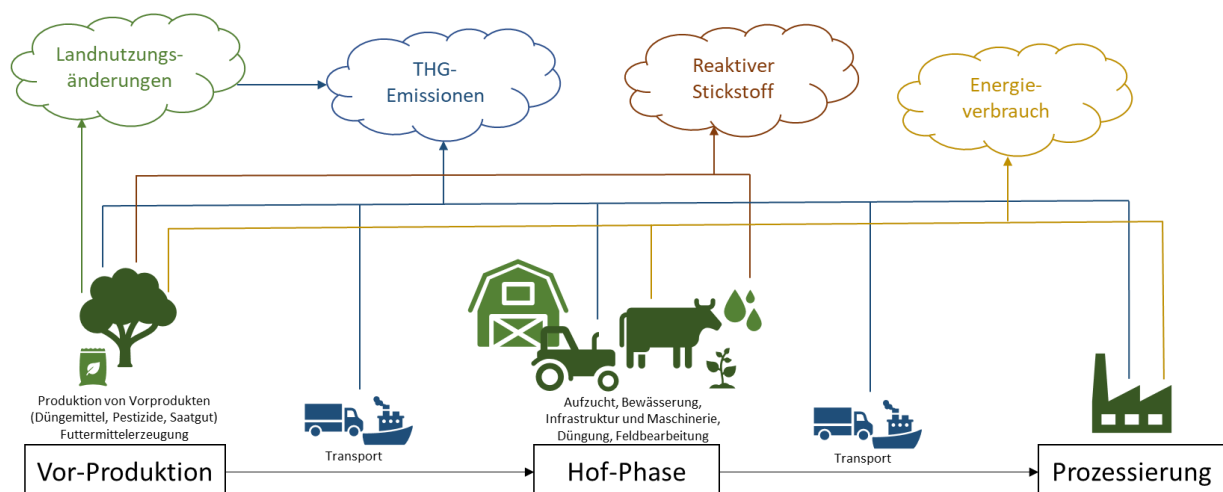 Landnutzungs-
änderungen
THG-
Emissionen
Reaktiver
Stickstoff
Energie-
verbrauch
Produktion von Vorprodukten
(Düngemittel, Pestizide, Saatgut)
Futtermittelerzeugung
Transport
Aufzucht, Bewässerung,
Infrastruktur und Maschinerie,
Düngung, Feldbearbeitung
Transport
Vor-Produktion
Hof-Phase
Prozessierung